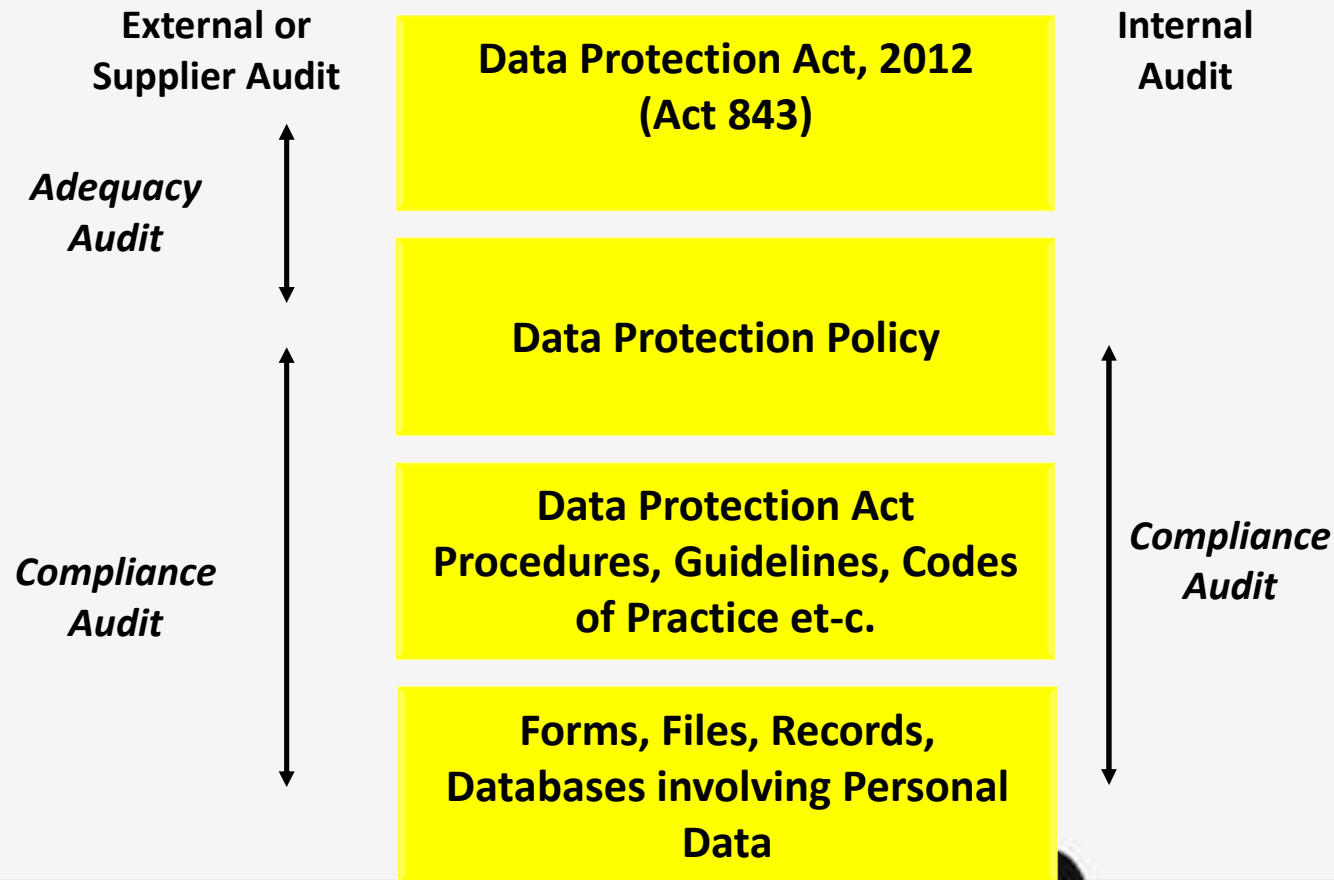 External or
Supplier Audit
Data Protection Act, 2012
(Act 843)
Internal
Audit
Adequacy
Audit
Data Protection Policy
Data Protection Act
Procedures, Guidelines, Codes
of Practice et-c.
Compliance
Audit
Compliance
Audit
Forms, Files, Records,
Databases involving Personal
Data